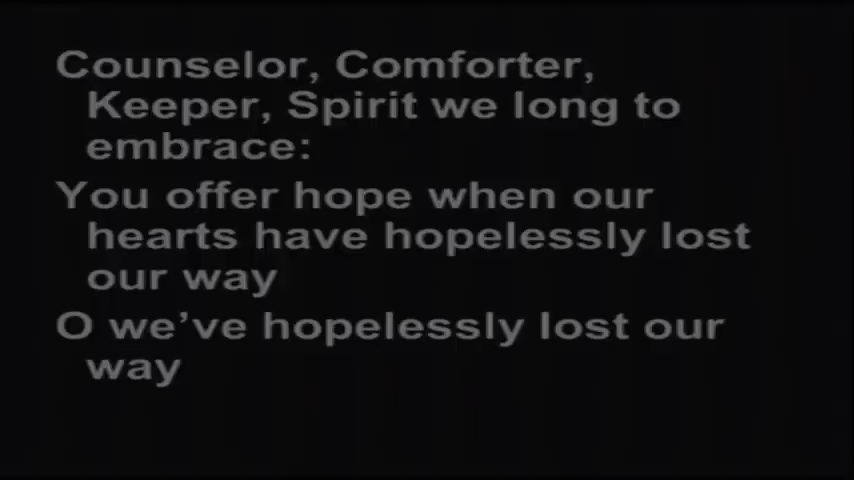 Counselor, Comforter,
Keeper, Spirit we long to
embrace:
You offer hope when our
hearts have hopelessly lost
our way
O we’ve hopelessly lost our
way